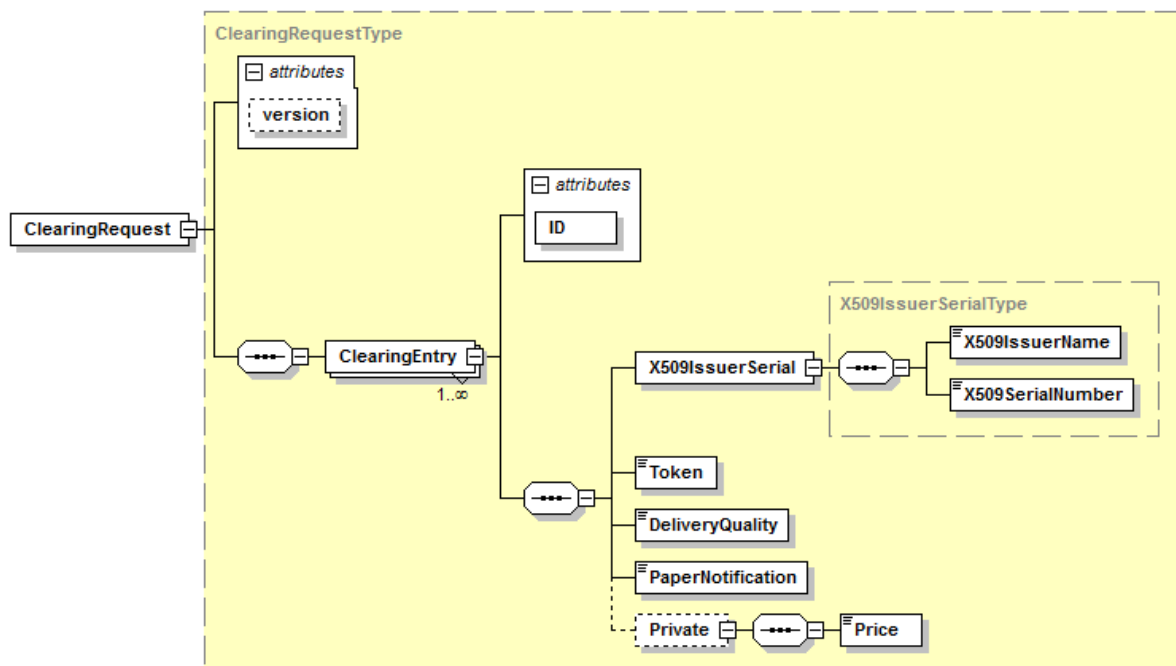 ClearingRequestType
attributes
version
attributes
ID
ClearingRequest
X509IssuerSerialType
X509IssuerName
ClearingEntry
X509IssuerSerial
1..∞
X509SerialNumber
Token
DeliveryQuality
PaperNotification
Private
Price